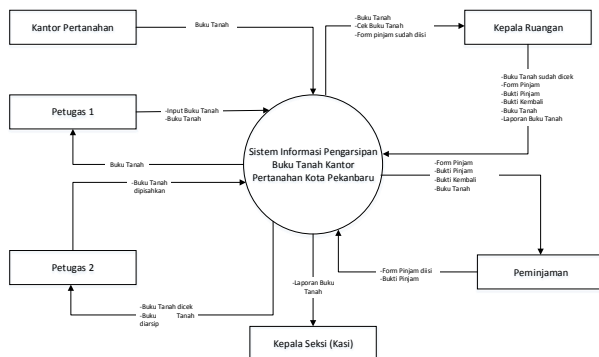 Kantor Pertanahan
Buku Tanah
-Buku Tanah
-Cek Buku Tanah
-Form pinjam sudah diisi
Kepala Ruangan
-Buku Tanah sudah dicek
-Form Pinjam
-Bukti Pinjam
-Bukti Kembali
-Buku Tanah
-Laporan Buku Tanah
Petugas 1
-Input Buku Tanah
-Buku Tanah
Buku Tanah
Sistem Informasi Pengarsipan
Buku Tanah Kantor
Pertanahan Kota Pekanbaru
-Form Pinjam
-Bukti Pinjam
-Bukti Kembali
-Buku Tanah
-Buku Tanah
dipisahkan
Petugas 2
-Form Pinjam diisi
-Bukti Pinjam
Peminjaman
-Laporan Buku
Tanah
-Buku Tanah dicek
-Buku Tanah
diarsip
Kepala Seksi (Kasi)